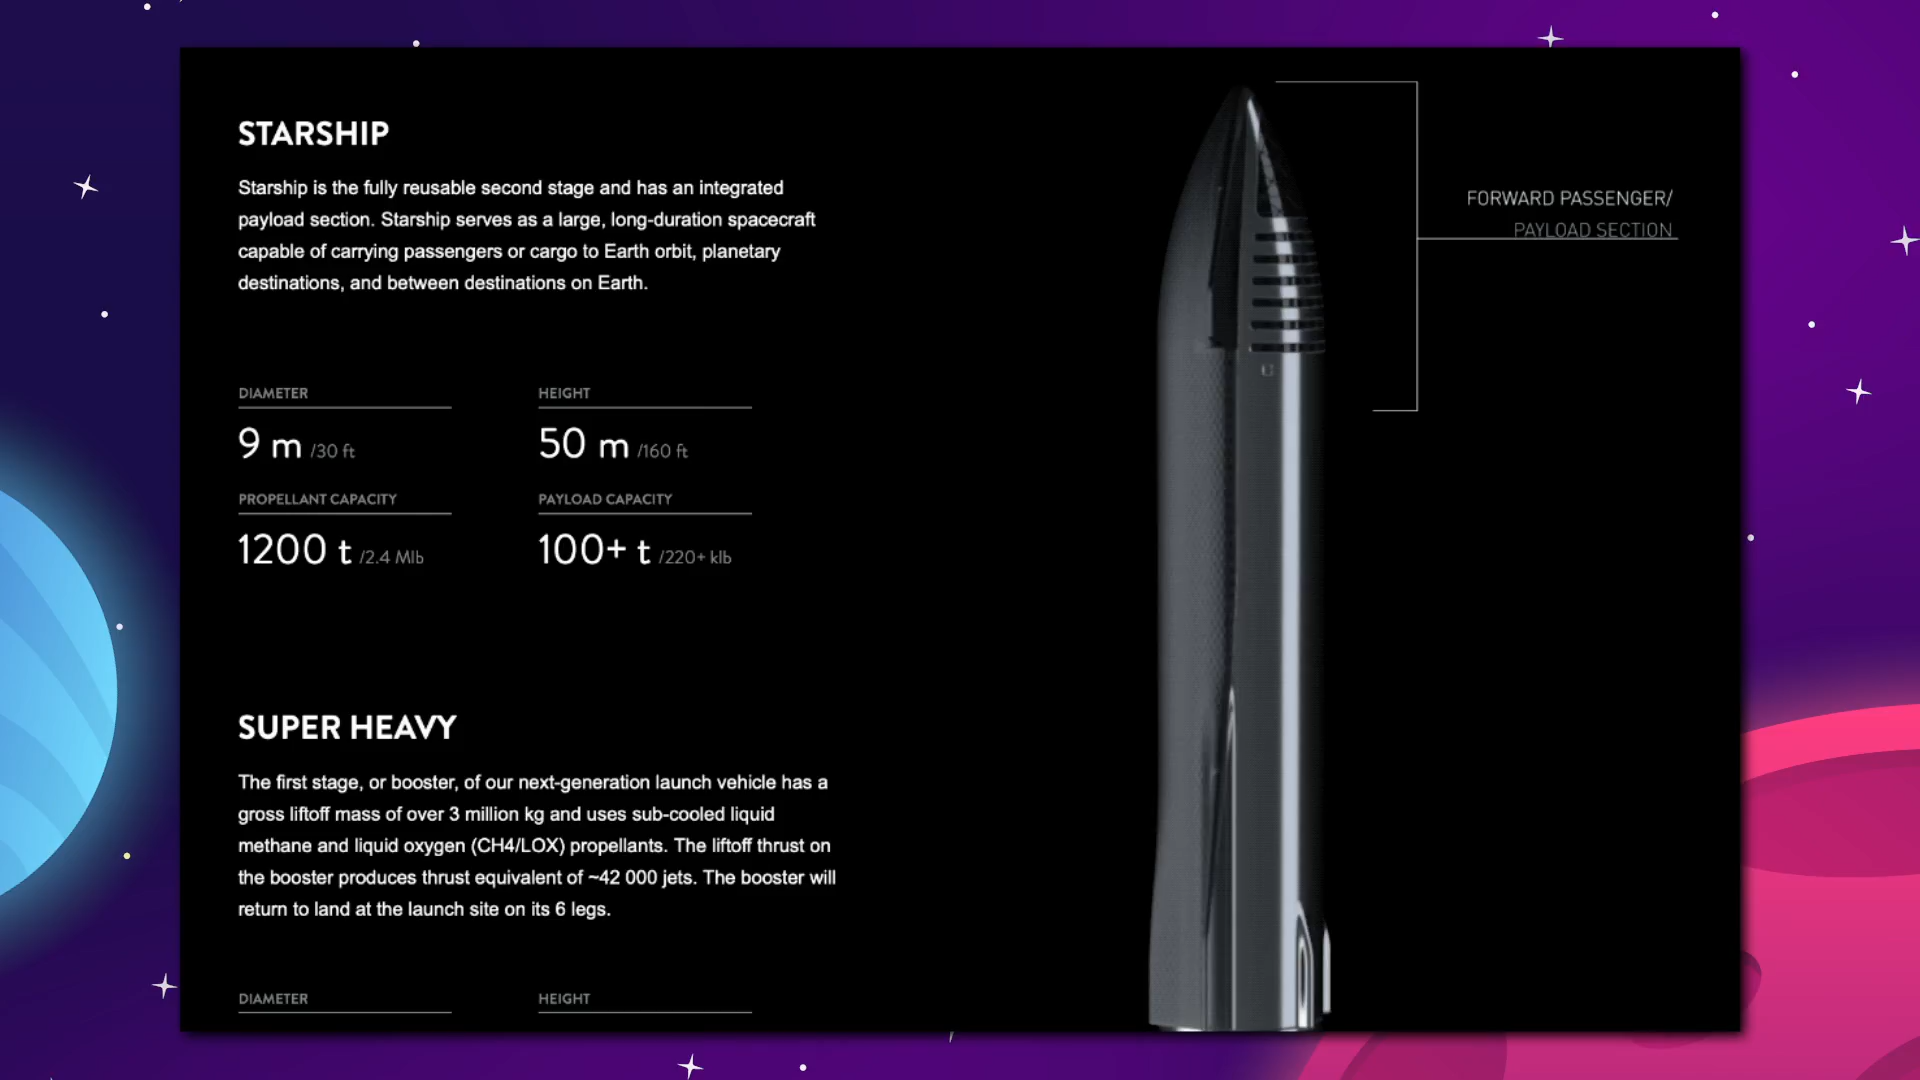 STARSHIP
Starship is the fully reusable second stage and has an integrated
payload section. Starship serves as a large, long-duration spacecraft
capable of carrying passengers or cargo to Earth orbit, planetary
destinations, and between destinations on Earth.
FORWARD PASSENGER/
PAYLOAD SECTION
DIAMETER HEIGHT
9 m /30 ft 50 m /160 ft
PROPELLANT CAPACITY PAYLOAD CAPACITY
1200 t /2.4 Mlb 100+ t /220+ klb
SUPER HEAVY
The first stage, or booster, of our next-generation launch vehicle has a
gross liftoff mass of over 3 million kg and uses sub-cooled liquid
methane and liquid oxygen (CH4/LOX) propellants. The liftoff thrust on
the booster produces thrust equivalent of ~42 000 jets. The booster will
return to land at the launch site on its 6 legs.
DIAMETER HEIGHT